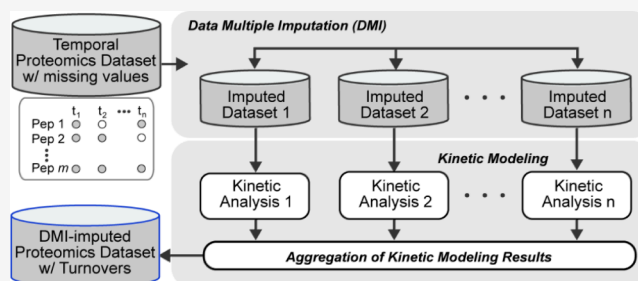 Data Multiple Imputation (DMI)
Temporal
Proteomics Dataset
w/ missing values
Imputed
Dataset 1
Imputed
Dataset 2
• • •
Imputed
Dataset n
t1 t2 ••• tn
Pep 1
Pep 2
Pep m
Kinetic Modeling
Kinetic
Analysis 1
Kinetic
Analysis 2
• • •
Kinetic
Analysis n
DMI-imputed
Proteomics Dataset
w/ Turnovers
Aggregation of Kinetic Modeling Results